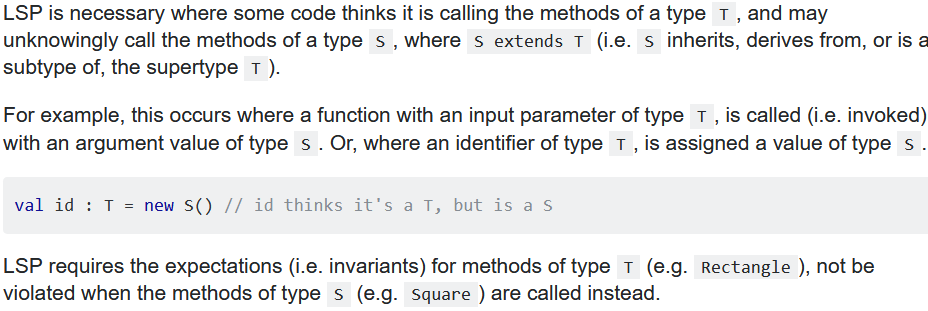 LSP is necessary where some code thinks it is calling the methods of a type T , and may
unknowingly call the methods of a type S , where S extends T (i.e. S inherits, derives from, or is a
subtype of, the supertype T ).
For example, this occurs where a function with an input parameter of type T , is called (i.e. invoked)
with an argument value of type S . Or, where an identifier of type T , is assigned a value of type S .
val id : T = new S() // id thinks it's a T, but is a S
LSP requires the expectations (i.e. invariants) for methods of type T (e.g. Rectangle ), not be
violated when the methods of type S (e.g. Square ) are called instead.